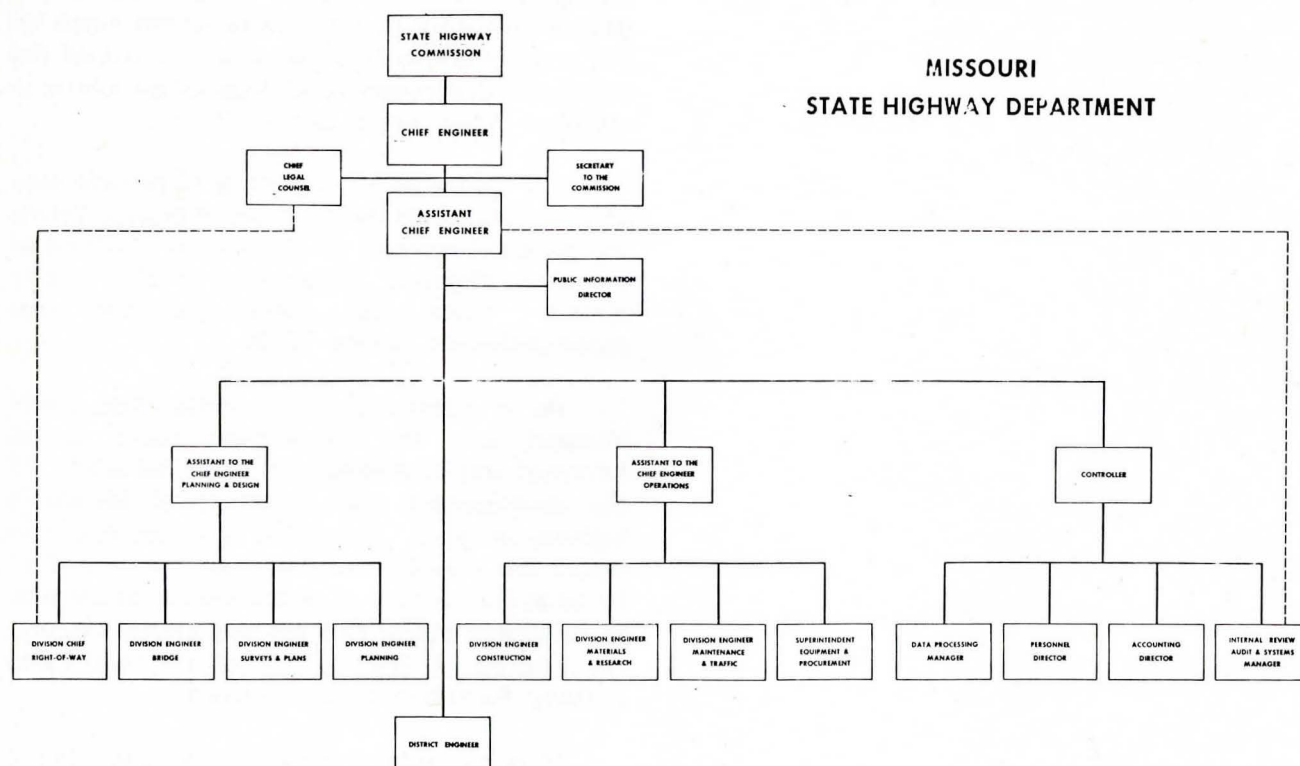 STATE HIGHWAY
COMMISSION
MISSOURI
STATE HIGHWAY DEPARTMENT
CHIEF ENGINEER
CHIEF
LEGAL
COUNSEL
SECRETARY
TO THE
COMMISSION
ASSISTANT
CHIEF ENGINEER
PUBLIC INFORMATION
DIRECTOR
ASSISTANT TO THE
CHIEF ENGINEER
PLANNING & DESIGN
ASSISTANT TO THE
CHIEF ENGINEER
OPERATIONS
CONTROLLER
DIVISION CHIEF
RIGHT-OF-WAY
DIVISION ENGINEER
BRIDGE
DIVISION ENGINEER
SURVEYS & PLANS
DIVISION ENGINEER
PLANNING
DIVISION ENGINEER
CONSTRUCTION
DIVISION ENGINEER
MATERIALS
& RESEARCH
DIVISION ENGINEER
MAINTENANCE
& TRAFFIC
SUPERINTENDENT
EQUIPMENT &
PROCUREMENT
DATA PROCESSING
MANAGER
PERSONNEL
DIRECTOR
ACCOUNTING
DIRECTOR
INTERNAL REVIEW
AUDIT & SYSTEMS
MANAGER
DISTRICT ENGINEER